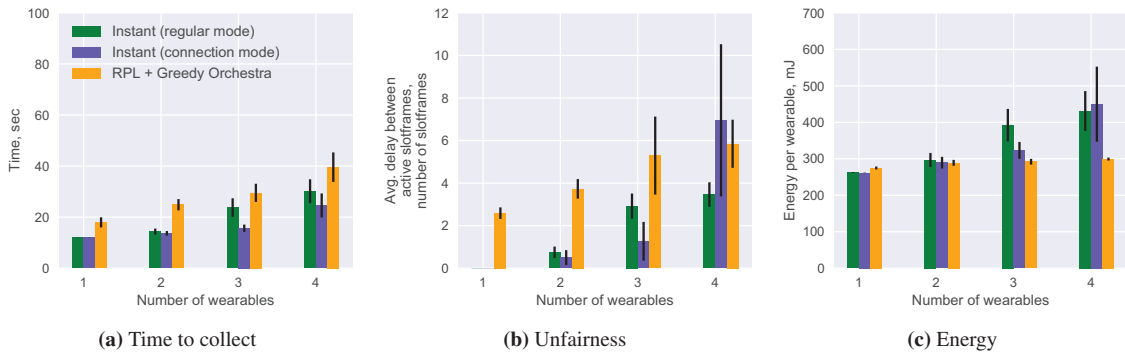 100
80
60
40
20
0
Time, sec
Instant (regular mode)
Instant (connection mode)
RPL + Greedy Orchestra
1 2 3 4
Number of wearables
(a) Time to collect
12
10
8
6
4
2
0
Avg. delay between
active slotframes,
number of slotframes
1 2 3 4
Number of wearables
(b) Unfairness
700
600
500
400
300
200
100
0
Energy per wearable, mJ
1 2 3 4
Number of wearables
(c) Energy